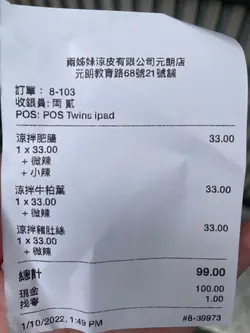 兩姊妹涼皮有限公司元朗店
元朗教育路68號21號舖
訂單： 8-103
收銀員: 両 貳
POS: POS Twins ipad
涼拌肥腸 33.00
1 x 33.00
+ 微辣
+ 小辣
涼拌牛柏葉 33.00
1 x 33.00
+ 微辣
涼拌豬肚絲 33.00
1 x 33.00
+ 微辣
總計 99.00
現金 100.00
找續 1.00
1/10/2022, 1:49 PM #8-39973